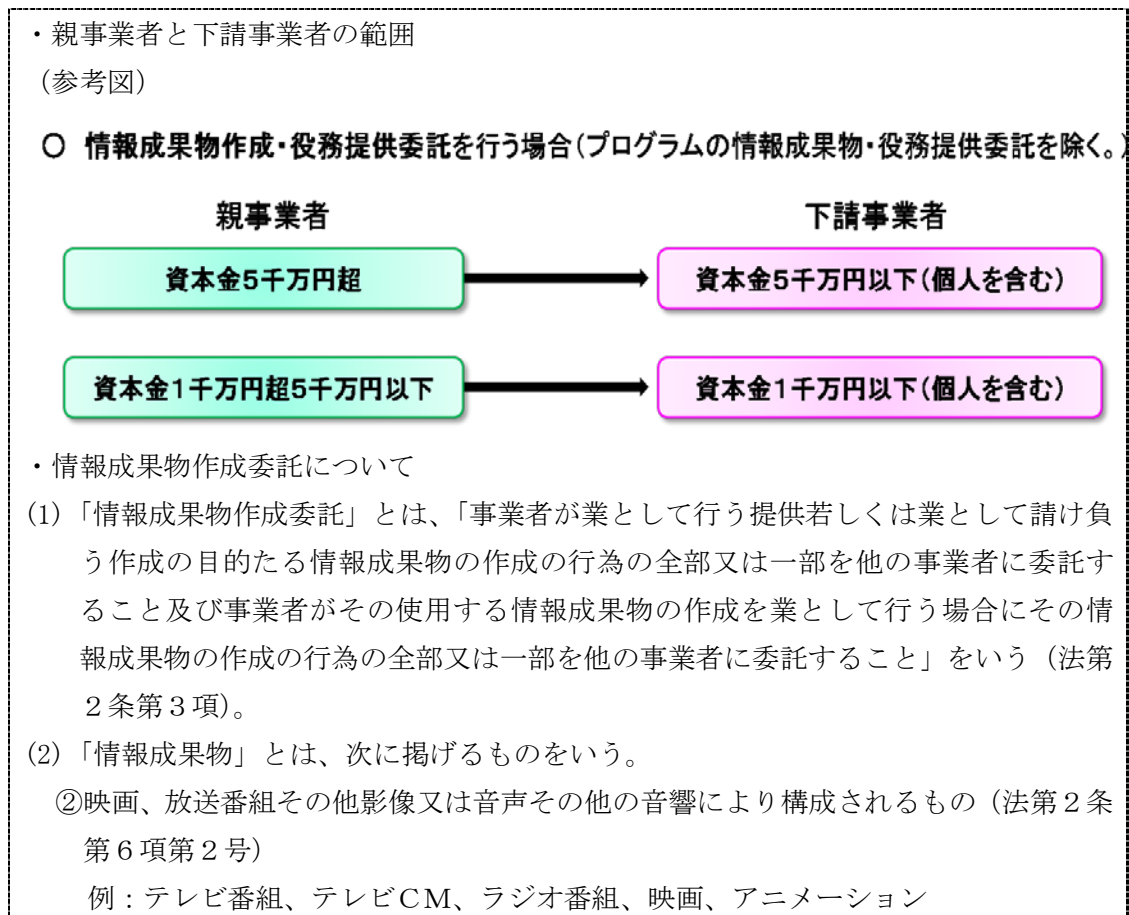 ・親事業者と下請事業者の範囲
（参考図）
○ 情報成果物作成・役務提供委託を行う場合（プログラムの情報成果物・役務提供委託を除く。）
親事業者
下請事業者
資本金5千万円超
資本金5千万円以下（個人を含む）
資本金1千万円超5千万円以下
資本金1千万円以下（個人を含む）
・情報成果物作成委託について
(1)「情報成果物作成委託」とは、「事業者が業として行う提供若しくは業として請け負
う作成の目的たる情報成果物の作成の行為の全部又は一部を他の事業者に委託す
ること及び事業者がその使用する情報成果物の作成を業として行う場合にその情
報成果物の作成の行為の全部又は一部を他の事業者に委託すること」をいう（法第
２条第３項）。
(2)「情報成果物」とは、次に掲げるものをいう。
②映画、放送番組その他影像又は音声その他の音響により構成されるもの（法第２条
第６項第２号）
例：テレビ番組、テレビＣＭ、ラジオ番組、映画、アニメーション